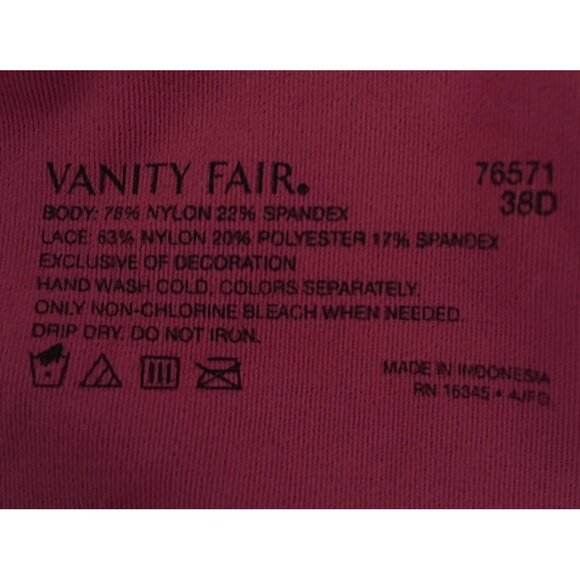 VANITY FAIR.
76571
38D
BODY: 78% NYLON 22% SPANDEX
LACE: 63% NYLON 20% POLYESTER 17% SPANDEX
EXCLUSIVE OF DECORATION
HAND WASH COLD, COLORS SEPARATELY.
ONLY NON-CHLORINE BLEACH WHEN NEEDED.
DRIP DRY. DO NOT IRON.
MADE IN INDONESIA
RN 16345 •